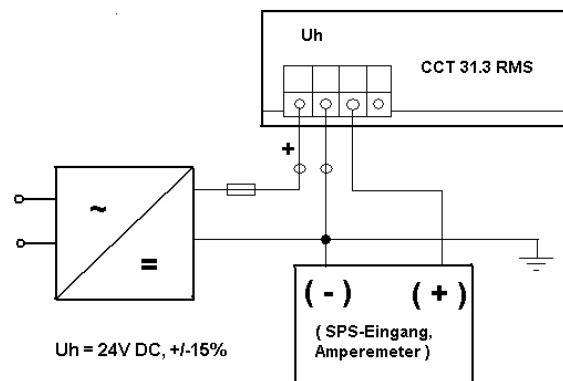 Uh
CCT 31.3 RMS
+
~
=
( - ) ( + )
( SPS-Eingang,
Amperemeter )
Uh = 24V DC, +/-15%